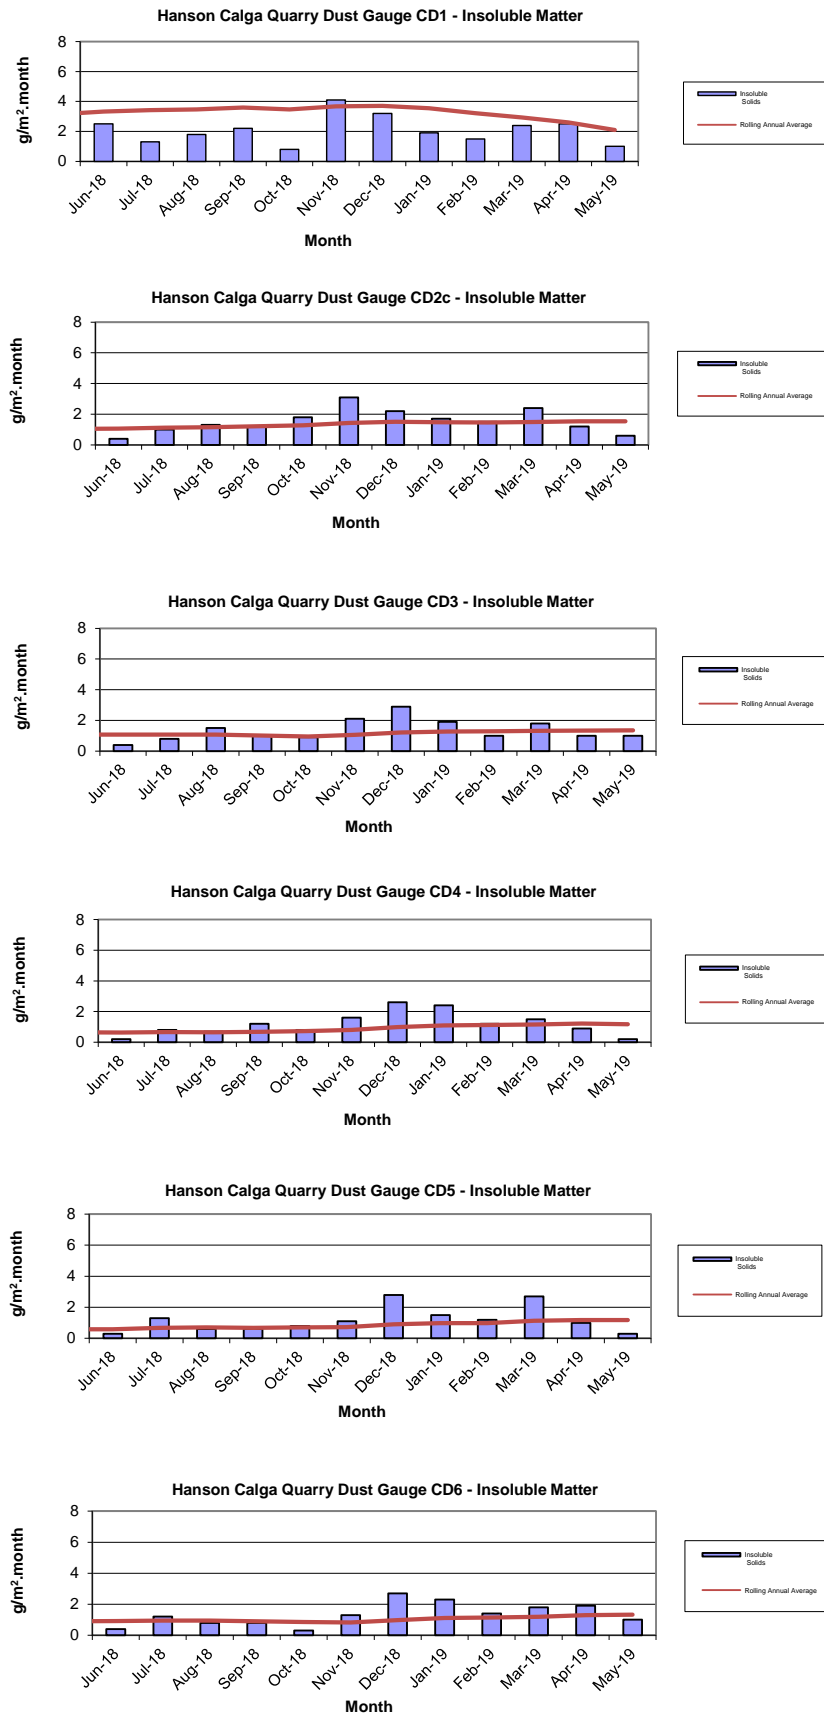 Hanson Calga Quarry Dust Gauge CD1 - Insoluble Matter
g/m².month
8
6
4
2
0
Jun-18 Jul-18 Aug-18 Sep-18 Oct-18 Nov-18 Dec-18 Jan-19 Feb-19 Mar-19 Apr-19 May-19
Month
Insoluble
Solids
Rolling Annual Average
Hanson Calga Quarry Dust Gauge CD2c - Insoluble Matter
g/m².month
8
6
4
2
0
Jun-18 Jul-18 Aug-18 Sep-18 Oct-18 Nov-18 Dec-18 Jan-19 Feb-19 Mar-19 Apr-19 May-19
Month
Insoluble
Solids
Rolling Annual Average
Hanson Calga Quarry Dust Gauge CD3 - Insoluble Matter
g/m².month
8
6
4
2
0
Jun-18 Jul-18 Aug-18 Sep-18 Oct-18 Nov-18 Dec-18 Jan-19 Feb-19 Mar-19 Apr-19 May-19
Month
Insoluble
Solids
Rolling Annual Average
Hanson Calga Quarry Dust Gauge CD4 - Insoluble Matter
g/m².month
8
6
4
2
0
Jun-18 Jul-18 Aug-18 Sep-18 Oct-18 Nov-18 Dec-18 Jan-19 Feb-19 Mar-19 Apr-19 May-19
Month
Insoluble
Solids
Rolling Annual Average
Hanson Calga Quarry Dust Gauge CD5 - Insoluble Matter
g/m².month
8
6
4
2
0
Jun-18 Jul-18 Aug-18 Sep-18 Oct-18 Nov-18 Dec-18 Jan-19 Feb-19 Mar-19 Apr-19 May-19
Month
Insoluble
Solids
Rolling Annual Average
Hanson Calga Quarry Dust Gauge CD6 - Insoluble Matter
g/m².month
8
6
4
2
0
Jun-18 Jul-18 Aug-18 Sep-18 Oct-18 Nov-18 Dec-18 Jan-19 Feb-19 Mar-19 Apr-19 May-19
Month
Insoluble
Solids
Rolling Annual Average